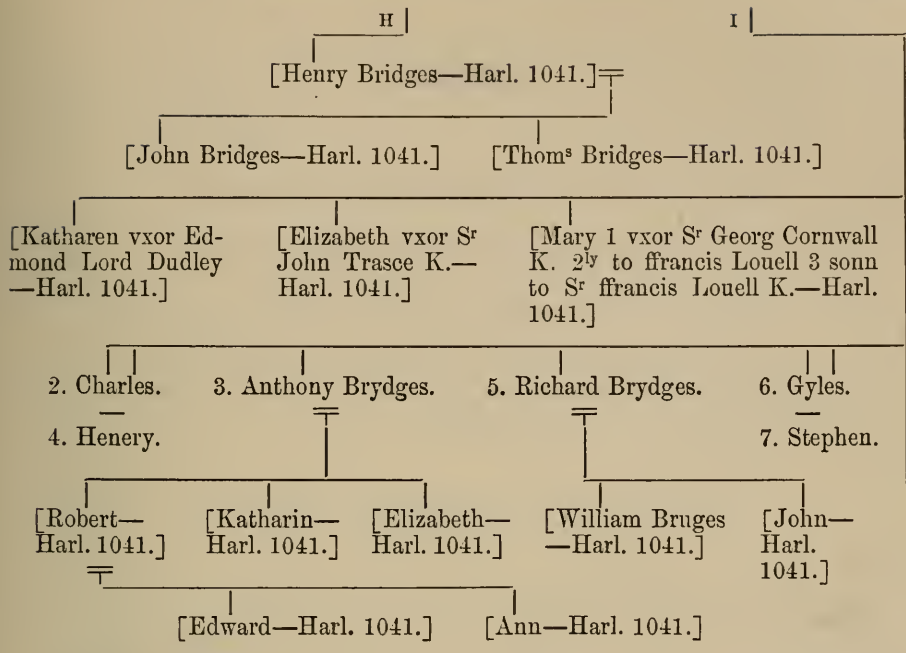 H I
[Henry Bridges—Harl. 1041.]
[John Bridges—Harl. 1041.] [Thomˢ Bridges—Harl. 1041.]
[Katharen vxor Ed-
mond Lord Dudley
—Harl. 1041.]
[Elizabeth vxor Sʳ
John Trasce K.—
Harl. 1041.]
[Mary 1 vxor Sʳ Georg Cornwall
K. 2ˡʸ to ffrancis Louell 3 sonn
to Sʳ ffrancis Louell K.—Harl.
1041.]
2. Charles. 3. Anthony Brydges. 5. Richard Brydges. 6. Gyles.
4. Henery. 7. Stephen.
[Robert—
Harl. 1041.]
[Katharin—
Harl. 1041.]
[Elizabeth—
Harl. 1041.]
[William Bruges
—Harl. 1041.]
[John—
Harl.
1041.]
[Edward—Harl. 1041.] [Ann—Harl. 1041.]